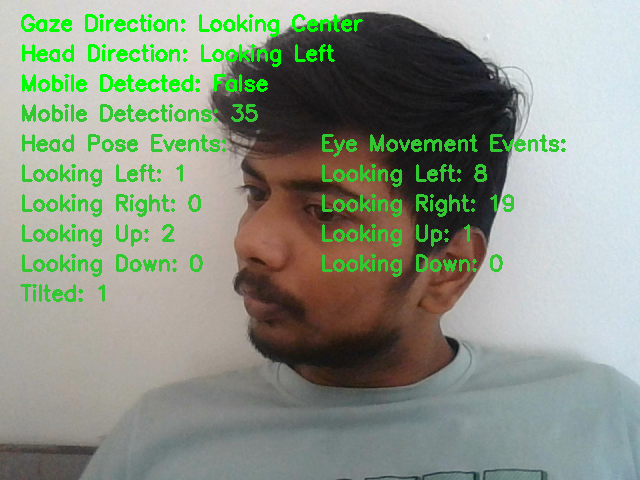 Gaze Direction: Looking Center
Head Direction: Looking Left
Mobile Detected: False
Mobile Detections: 35
Head Pose Events:
Looking Left: 1
Looking Right: 0
Looking Up: 2
Looking Down: 0
Tilted: 1
Eye Movement Events:
Looking Left: 8
Looking Right: 19
Looking Up: 1
Looking Down: 0